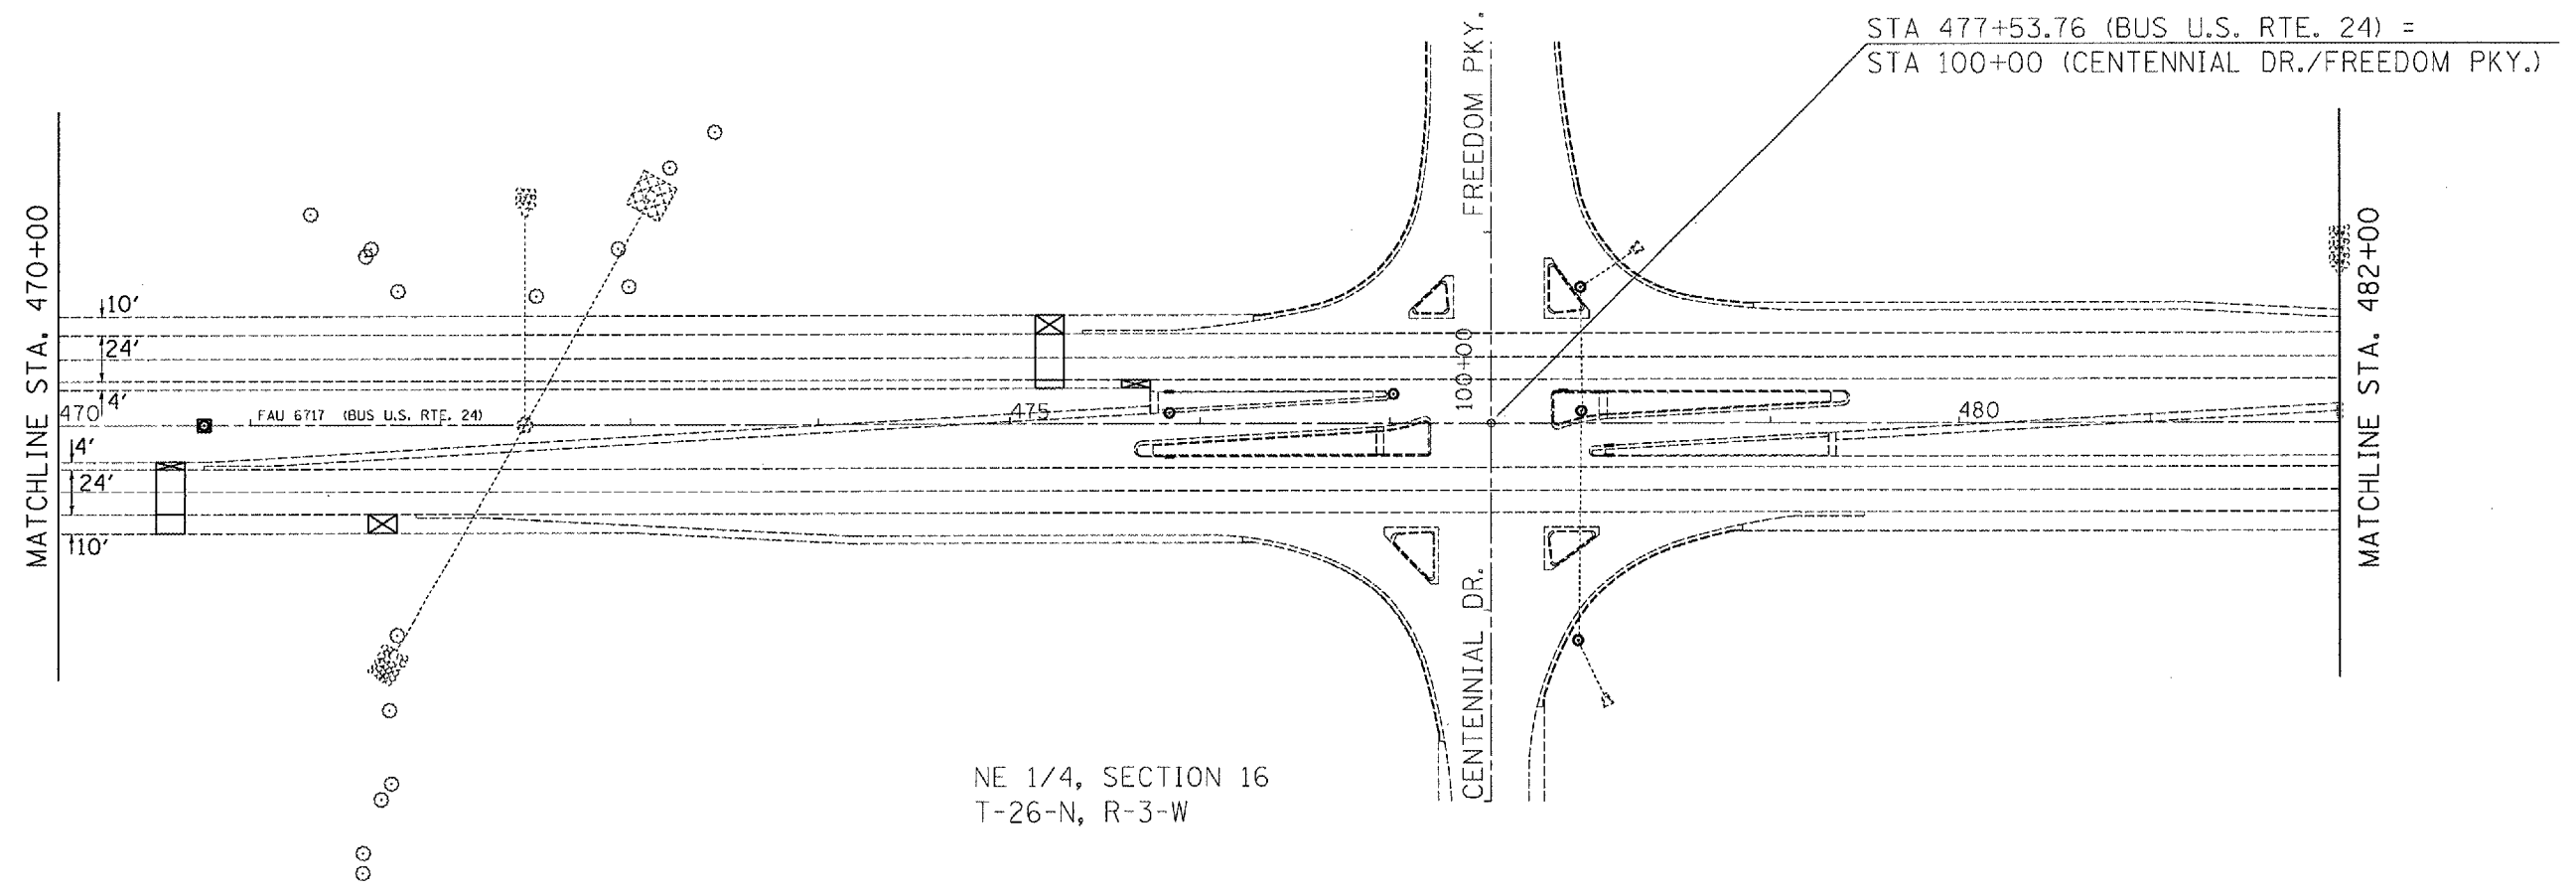 STA 477+53.76 (BUS U.S. RTE. 24) =
STA 100+00 (CENTENNIAL DR./FREEDOM PKY.)
FREEDOM PKY.
MATCHLINE STA. 470+00
MATCHLINE STA. 482+00
10'
24'
4'
470
FAU 6717 (BUS U.S. RTE. 24)
475
100+00
480
4'
24'
10'
CENTENNIAL DR.
NE 1/4, SECTION 16
T-26-N, R-3-W